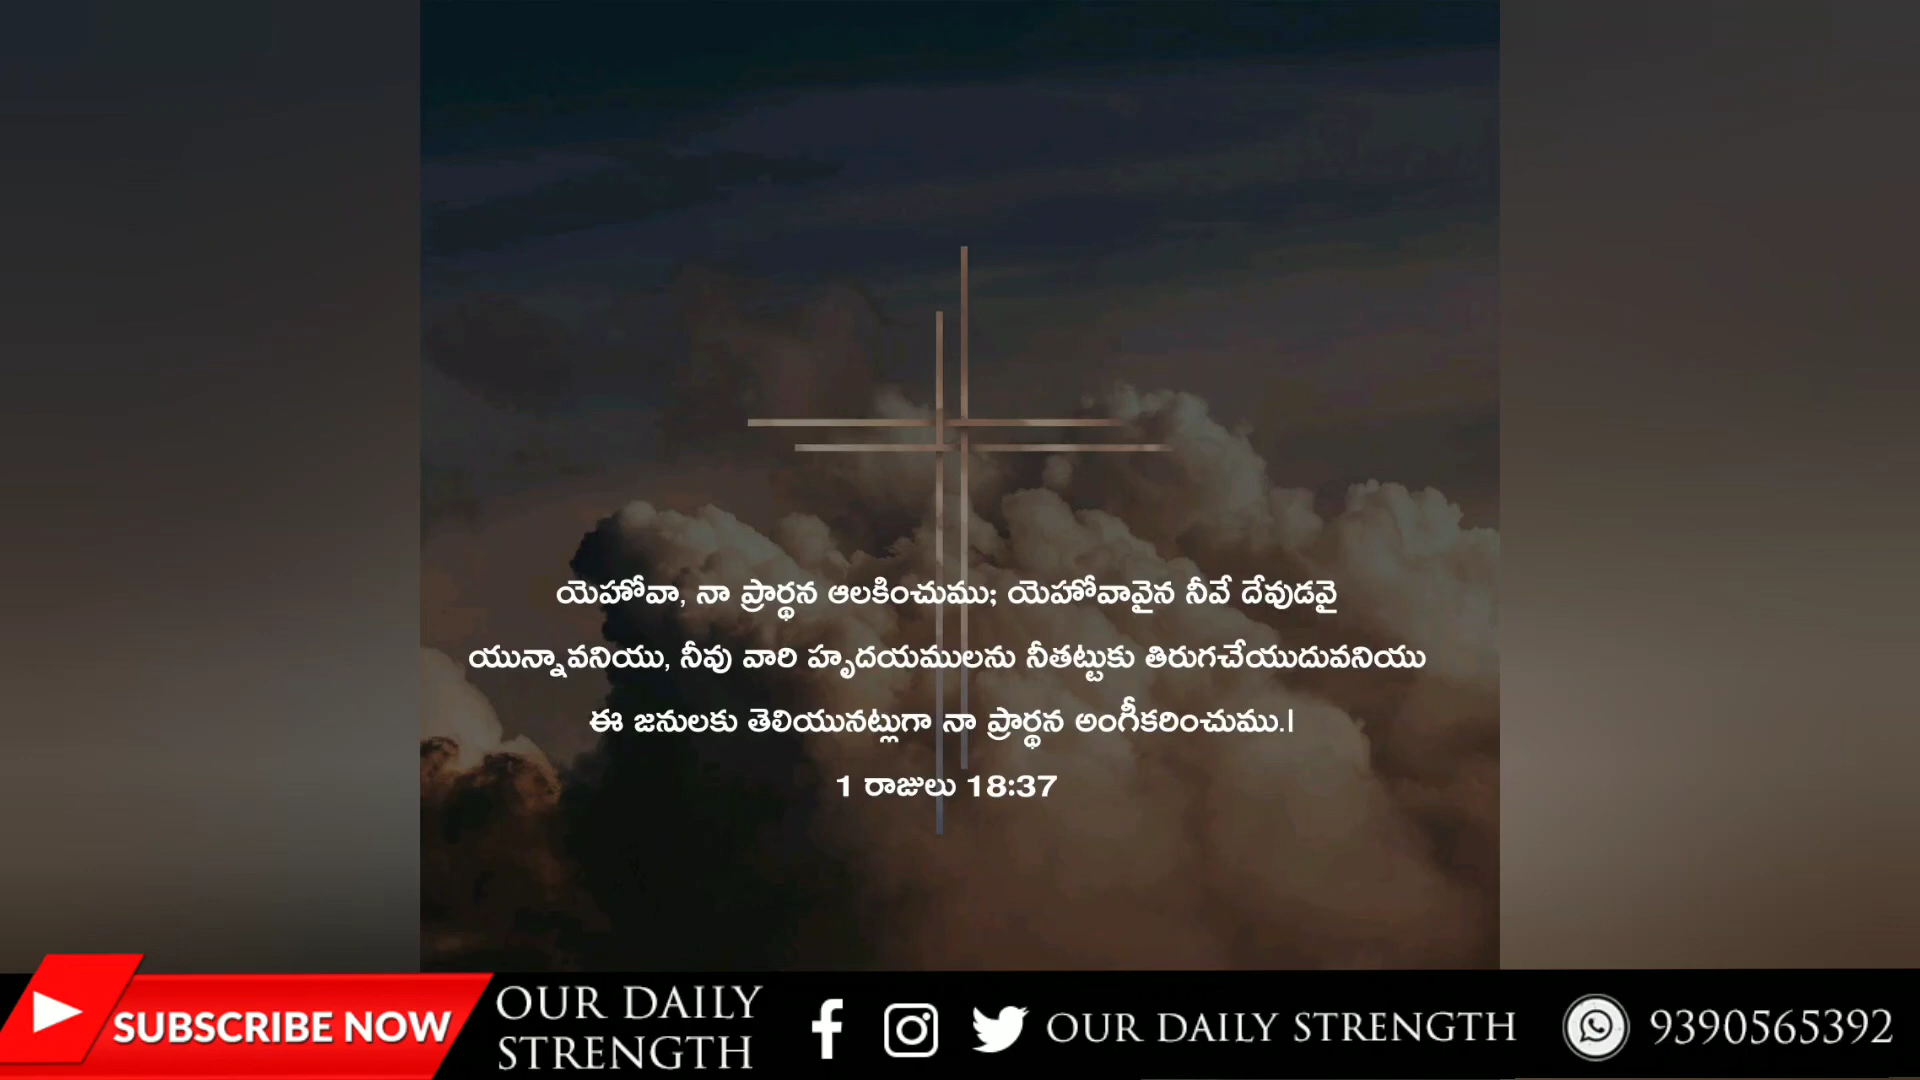 యెహోవా, నా ప్రార్థన ఆలకించుము; యెహోవావైన నీవే దేవుడవై
యున్నావనియు, నీవు వారి హృదయములను నీతట్టుకు తిరుగచేయుదువనియు
ఈ జనులకు తెలియునట్లుగా నా ప్రార్థన అంగీకరించుము.l
1 రాజులు 18:37
SUBSCRIBE NOW
OUR DAILY
STRENGTH
OUR DAILY STRENGTH
9390565392